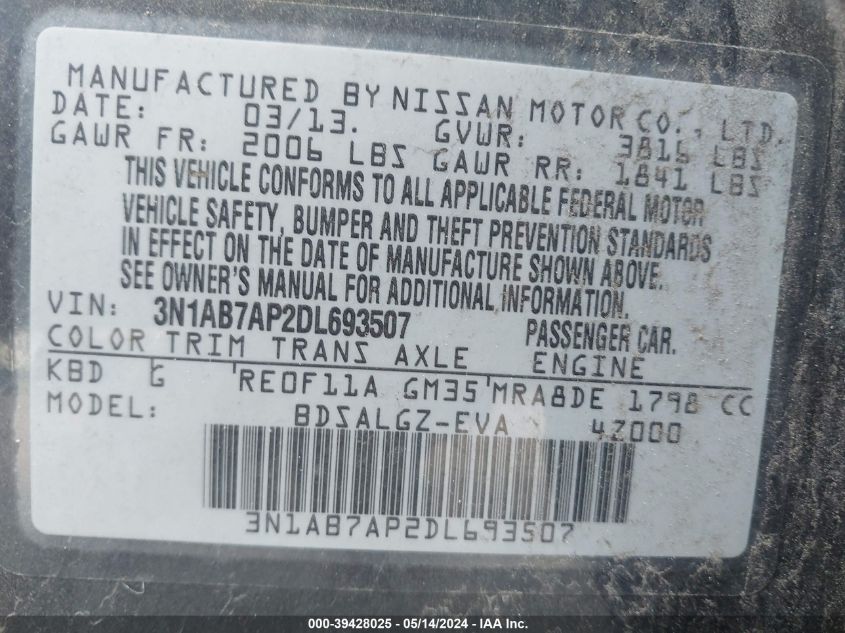 MANUFACTURED BY NISSAN MOTOR CO., LTD.
DATE: 03/13. GVWR: 3816 LBS
GAWR FR: 2006 LBS GAWR RR: 1841 LBS
THIS VEHICLE CONFORMS TO ALL APPLICABLE FEDERAL MOTOR
VEHICLE SAFETY, BUMPER AND THEFT PREVENTION STANDARDS
IN EFFECT ON THE DATE OF MANUFACTURE SHOWN ABOVE.
SEE OWNER'S MANUAL FOR ADDITIONAL INFORMATION.
VIN: 3N1AB7AP2DL693507 PASSENGER CAR.
COLOR TRIM TRANS AXLE ENGINE
KBD G RE0F11A GM35 MRA8DE 1798 CC
MODEL: BDSALGZ-EVA 4Z000
3N1AB7AP2DL693507
000-39428025 - 05/14/2024 - IAA Inc.